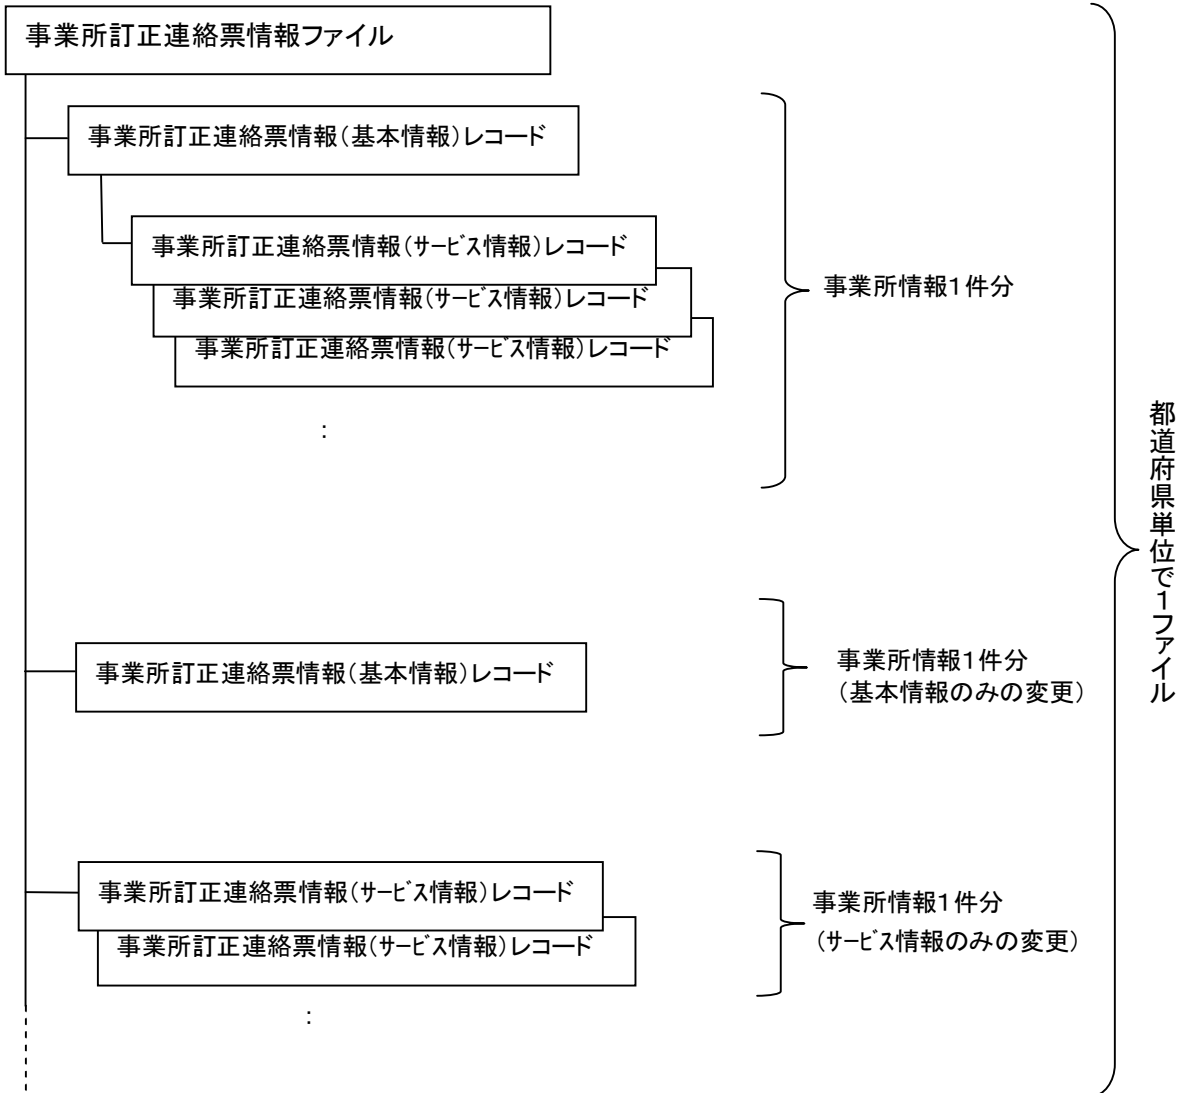 事業所訂正連絡票情報ファイル
事業所訂正連絡票情報（基本情報）レコード
事業所訂正連絡票情報（ｻｰﾋﾞｽ情報）レコード
事業所訂正連絡票情報（ｻｰﾋﾞｽ情報）レコード
事業所訂正連絡票情報（ｻｰﾋﾞｽ情報）レコード
：
事業所情報１件分
事業所訂正連絡票情報（基本情報）レコード
事業所情報１件分
（基本情報のみの変更）
事業所訂正連絡票情報（ｻｰﾋﾞｽ情報）レコード
事業所訂正連絡票情報（ｻｰﾋﾞｽ情報）レコード
：
事業所情報１件分
（ｻｰﾋﾞｽ情報のみの変更）
都道府県単位で１ファイル